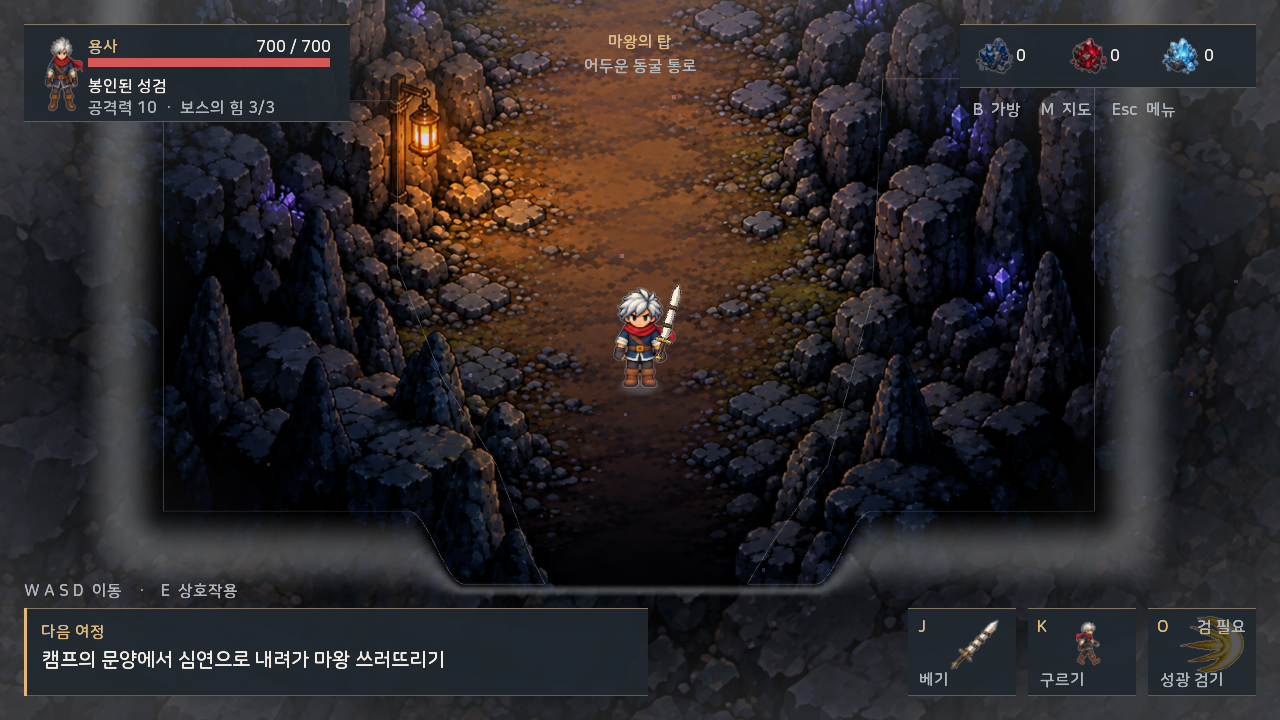 용사 700 / 700
봉인된 성검
공격력 10 · 보스의 힘 3/3
마왕의 탑
어두운 동굴 통로
0 0 0
B 가방 M 지도 Esc 메뉴
W A S D 이동 · E 상호작용
다음 여정
캠프의 문양에서 심연으로 내려가 마왕 쓰러뜨리기
J
베기
K
구르기
O 검 필요
성광 검기